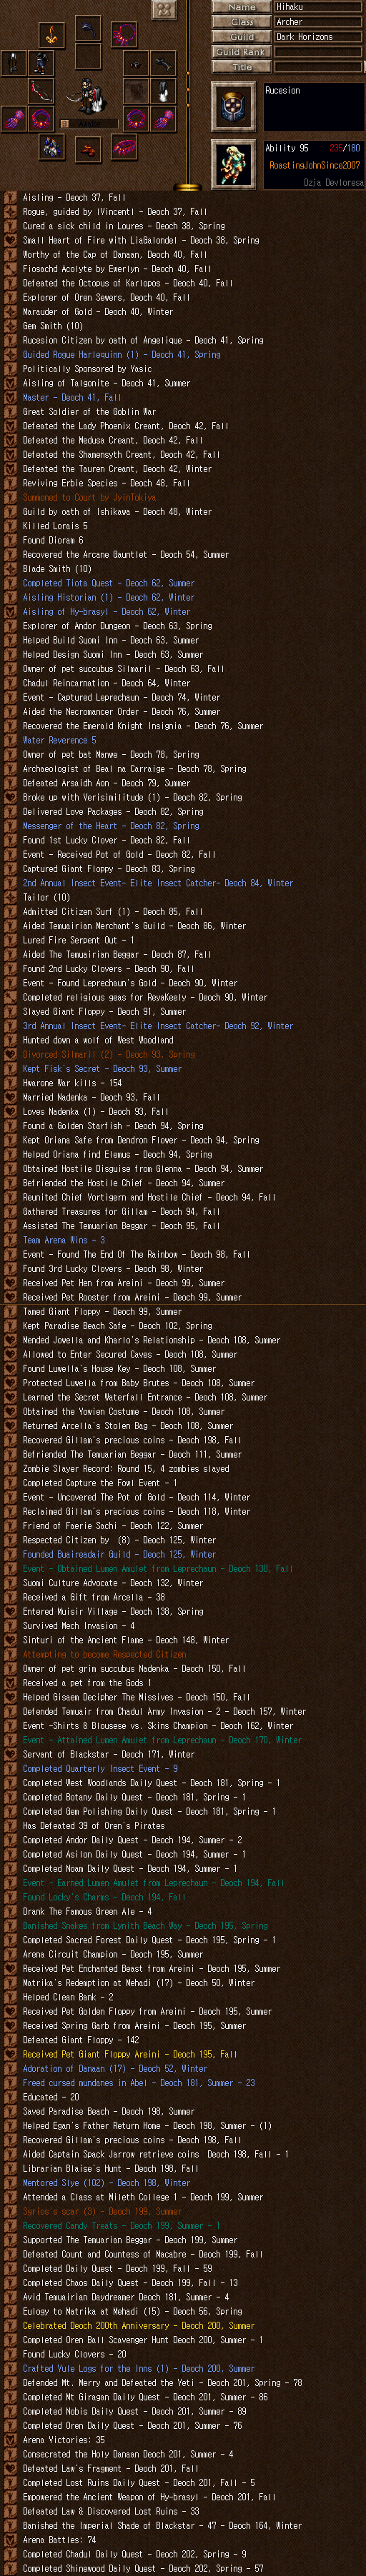 Name
Mihaku
Class
Archer
Guild
Dark Horizons
Guild Rank
Title
Rucesion
Ability 95 235/180
RoastingJohnSince2007
Dzja Devloresa
Aisling - Deoch 37, Fall
Rogue, guided by lVincentl - Deoch 37, Fall
Cured a sick child in Loures - Deoch 38, Spring
Small Heart of Fire with LiaGalondel - Deoch 38, Spring
Worthy of the Cap of Danaan, Deoch 40, Fall
Fiosachd Acolyte by Ewerlyn - Deoch 40, Fall
Defeated the Octopus of Karlopos - Deoch 40, Fall
Explorer of Oren Sewers, Deoch 40, Fall
Marauder of Gold - Deoch 40, Winter
Gem Smith (10)
Rucesion Citizen by oath of Angelique - Deoch 41, Spring
Guided Rogue Harlequinn (1) - Deoch 41, Spring
Politically Sponsored by Yasic
Aisling of Talgonite - Deoch 41, Summer
Master - Deoch 41, Fall
Great Soldier of the Goblin War
Defeated the Lady Phoenix Creant, Deoch 42, Fall
Defeated the Medusa Creant, Deoch 42, Fall
Defeated the Shamensyth Creant, Deoch 42, Fall
Defeated the Tauren Creant, Deoch 42, Winter
Reviving Erbie Species - Deoch 48, Fall
Summoned to Court by JyinTokiya
Guild by oath of Ishikawa - Deoch 48, Winter
Killed Lorais 5
Found Dioram 6
Recovered the Arcane Gauntlet - Deoch 54, Summer
Blade Smith (10)
Completed Tiota Quest - Deoch 62, Summer
Aisling Historian (1) - Deoch 62, Winter
Aisling of Hy-brasyl - Deoch 62, Winter
Explorer of Andor Dungeon - Deoch 63, Spring
Helped Build Suomi Inn - Deoch 63, Summer
Helped Design Suomi Inn - Deoch 63, Summer
Owner of pet succubus Silmaril - Deoch 63, Fall
Chadul Reincarnation - Deoch 64, Winter
Event - Captured Leprechaun - Deoch 74, Winter
Aided the Necromancer Order - Deoch 76, Summer
Recovered the Emerald Knight Insignia - Deoch 76, Summer
Water Reverence 5
Owner of pet bat Manwe - Deoch 78, Spring
Archaeologist of Beal na Carraige - Deoch 78, Spring
Defeated Arsaidh Aon - Deoch 79, Summer
Broke up with Verisimilitude (1) - Deoch 82, Spring
Delivered Love Packages - Deoch 82, Spring
Messenger of the Heart - Deoch 82, Spring
Found 1st Lucky Clover - Deoch 82, Fall
Event - Received Pot of Gold - Deoch 82, Fall
Captured Giant Floppy - Deoch 83, Spring
2nd Annual Insect Event- Elite Insect Catcher- Deoch 84, Winter
Tailor (10)
Admitted Citizen Surf (1) - Deoch 85, Fall
Aided Temuairian Merchant's Guild - Deoch 86, Winter
Lured Fire Serpent Out - 1
Aided The Temuairian Beggar - Deoch 87, Fall
Found 2nd Lucky Clovers - Deoch 90, Fall
Event - Found Leprechaun's Gold - Deoch 90, Winter
Completed religious geas for ReyaKeely - Deoch 90, Winter
Slayed Giant Floppy - Deoch 91, Summer
3rd Annual Insect Event- Elite Insect Catcher- Deoch 92, Winter
Hunted down a wolf of West Woodland
Divorced Silmaril (2) - Deoch 93, Spring
Kept Fisk's Secret - Deoch 93, Summer
Hwarone War kills - 154
Married Nadenka - Deoch 93, Fall
Loves Nadenka (1) - Deoch 93, Fall
Found a Golden Starfish - Deoch 94, Spring
Kept Oriana Safe from Dendron Flower - Deoch 94, Spring
Helped Oriana find Elemus - Deoch 94, Spring
Obtained Hostile Disguise from Glenna - Deoch 94, Summer
Befriended the Hostile Chief - Deoch 94, Summer
Reunited Chief Vortigern and Hostile Chief - Deoch 94, Fall
Gathered Treasures for Gillam - Deoch 94, Fall
Assisted The Temuarian Beggar - Deoch 95, Fall
Team Arena Wins - 3
Event - Found The End Of The Rainbow - Deoch 98, Fall
Found 3rd Lucky Clovers - Deoch 98, Winter
Received Pet Hen from Areini - Deoch 99, Summer
Received Pet Rooster from Areini - Deoch 99, Summer
Tamed Giant Floppy - Deoch 99, Summer
Kept Paradise Beach Safe - Deoch 102, Spring
Mended Jowella and Kharlo's Relationship - Deoch 108, Summer
Allowed to Enter Secured Caves - Deoch 108, Summer
Found Luwella's House Key - Deoch 108, Summer
Protected Luwella from Baby Brutes - Deoch 108, Summer
Learned the Secret Waterfall Entrance - Deoch 108, Summer
Obtained the Yowien Costume - Deoch 108, Summer
Returned Arcella's Stolen Bag - Deoch 108, Summer
Recovered Gillam's precious coins - Deoch 198, Fall
Befriended The Temuarian Beggar - Deoch 111, Summer
Zombie Slayer Record: Round 15, 4 zombies slayed
Completed Capture the Fowl Event - 1
Event - Uncovered The Pot of Gold - Deoch 114, Winter
Reclaimed Gillam's precious coins - Deoch 118, Winter
Friend of Faerie Sachi - Deoch 122, Summer
Respected Citizen by  (8) - Deoch 125, Winter
Founded Buaireadair Guild - Deoch 125, Winter
Event - Obtained Lumen Amulet from Leprechaun - Deoch 130, Fall
Suomi Culture Advocate - Deoch 132, Winter
Received a Gift from Arcella - 38
Entered Muisir Village - Deoch 138, Spring
Survived Mech Invasion - 4
Sinturi of the Ancient Flame - Deoch 148, Winter
Attempting to become Respected Citizen
Owner of pet grim succubus Nadenka - Deoch 150, Fall
Received a pet from the Gods 1
Helped Gisaem Decipher The Missives - Deoch 150, Fall
Defended Temuair from Chadul Army Invasion - 2 - Deoch 157, Winter
Event -Shirts & Blousese vs. Skins Champion - Deoch 162, Winter
Event - Attained Lumen Amulet from Leprechaun - Deoch 170, Winter
Servant of Blackstar - Deoch 171, Winter
Completed Quarterly Insect Event - 9
Completed West Woodlands Daily Quest - Deoch 181, Spring - 1
Completed Botany Daily Quest - Deoch 181, Spring - 1
Completed Gem Polishing Daily Quest - Deoch 181, Spring - 1
Has Defeated 39 of Oren's Pirates
Completed Andor Daily Quest - Deoch 194, Summer - 2
Completed Asilon Daily Quest - Deoch 194, Summer - 1
Completed Noam Daily Quest - Deoch 194, Summer - 1
Event - Earned Lumen Amulet from Leprechaun - Deoch 194, Fall
Found Locky's Charms - Deoch 194, Fall
Drank The Famous Green Ale - 4
Banished Snakes from Lynith Beach Way - Deoch 195, Spring
Completed Sacred Forest Daily Quest - Deoch 195, Spring - 1
Arena Circuit Champion - Deoch 195, Summer
Received Pet Enchanted Beast from Areini - Deoch 195, Summer
Matrika's Redemption at Mehadi (17) - Deoch 50, Winter
Helped Clean Bank - 2
Received Pet Golden Floppy from Areini - Deoch 195, Summer
Received Spring Garb from Areini - Deoch 195, Summer
Defeated Giant Floppy - 142
Received Pet Giant Floppy Areini - Deoch 195, Fall
Adoration of Danaan (17) - Deoch 52, Winter
Freed cursed mundanes in Abel - Deoch 181, Summer - 23
Educated - 20
Saved Paradise Beach - Deoch 198, Summer
Helped Egan's Father Return Home - Deoch 198, Summer - (1)
Recovered Gillam's precious coins - Deoch 198, Fall
Aided Captain Spack Jarrow retrieve coins  Deoch 198, Fall - 1
Librarian Blaise's Hunt - Deoch 198, Fall
Mentored Slye (102) - Deoch 198, Winter
Attended a Class at Mileth College 1 - Deoch 199, Summer
Sgrios's scar (3) - Deoch 199, Summer
Recovered Candy Treats - Deoch 199, Summer - 1
Supported The Temuarian Beggar - Deoch 199, Summer
Defeated Count and Countess of Macabre - Deoch 199, Fall
Completed Daily Quest - Deoch 199, Fall - 59
Completed Chaos Daily Quest - Deoch 199, Fall - 13
Avid Temuairian Daydreamer Deoch 181, Summer - 4
Eulogy to Matrika at Mehadi (15) - Deoch 56, Spring
Celebrated Deoch 200th Anniversary - Deoch 200, Summer
Completed Oren Ball Scavenger Hunt Deoch 200, Summer - 1
Found Lucky Clovers - 20
Crafted Yule Logs for the Inns (1) - Deoch 200, Summer
Defended Mt. Merry and Defeated the Yeti - Deoch 201, Spring - 78
Completed Mt Giragan Daily Quest - Deoch 201, Summer - 86
Completed Nobis Daily Quest - Deoch 201, Summer - 89
Completed Oren Daily Quest - Deoch 201, Summer - 76
Arena Victories: 35
Consecrated the Holy Danaan Deoch 201, Summer - 4
Defeated Law's Fragment - Deoch 201, Fall
Completed Lost Ruins Daily Quest - Deoch 201, Fall - 5
Empowered the Ancient Weapon of Hy-brasyl - Deoch 201, Fall
Defeated Law & Discovered Lost Ruins - 33
Banished the Imperial Shade of Blackstar - 47 - Deoch 164, Winter
Arena Battles: 74
Completed Chadul Daily Quest - Deoch 202, Spring - 9
Completed Shinewood Daily Quest - Deoch 202, Spring - 57